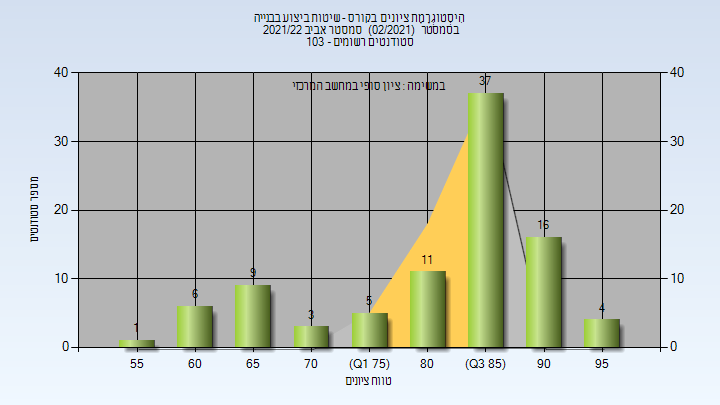 הִיסְטוֹגְרַמַת ציונים בקורס - שיטות ביצוע בבנייה
בסמסטר (02/2021) סמסטר אביב 2021/22
סטודנטים רשומים - 103
במשימה : ציון סופי במחשב המרכזי
מספר סטודנטים
40 40
30 30
20 20
10 10
0 0
1 6 9 3 5 11 37 16 4
55 60 65 70 (Q1 75) 80 (Q3 85) 90 95
טווח ציונים